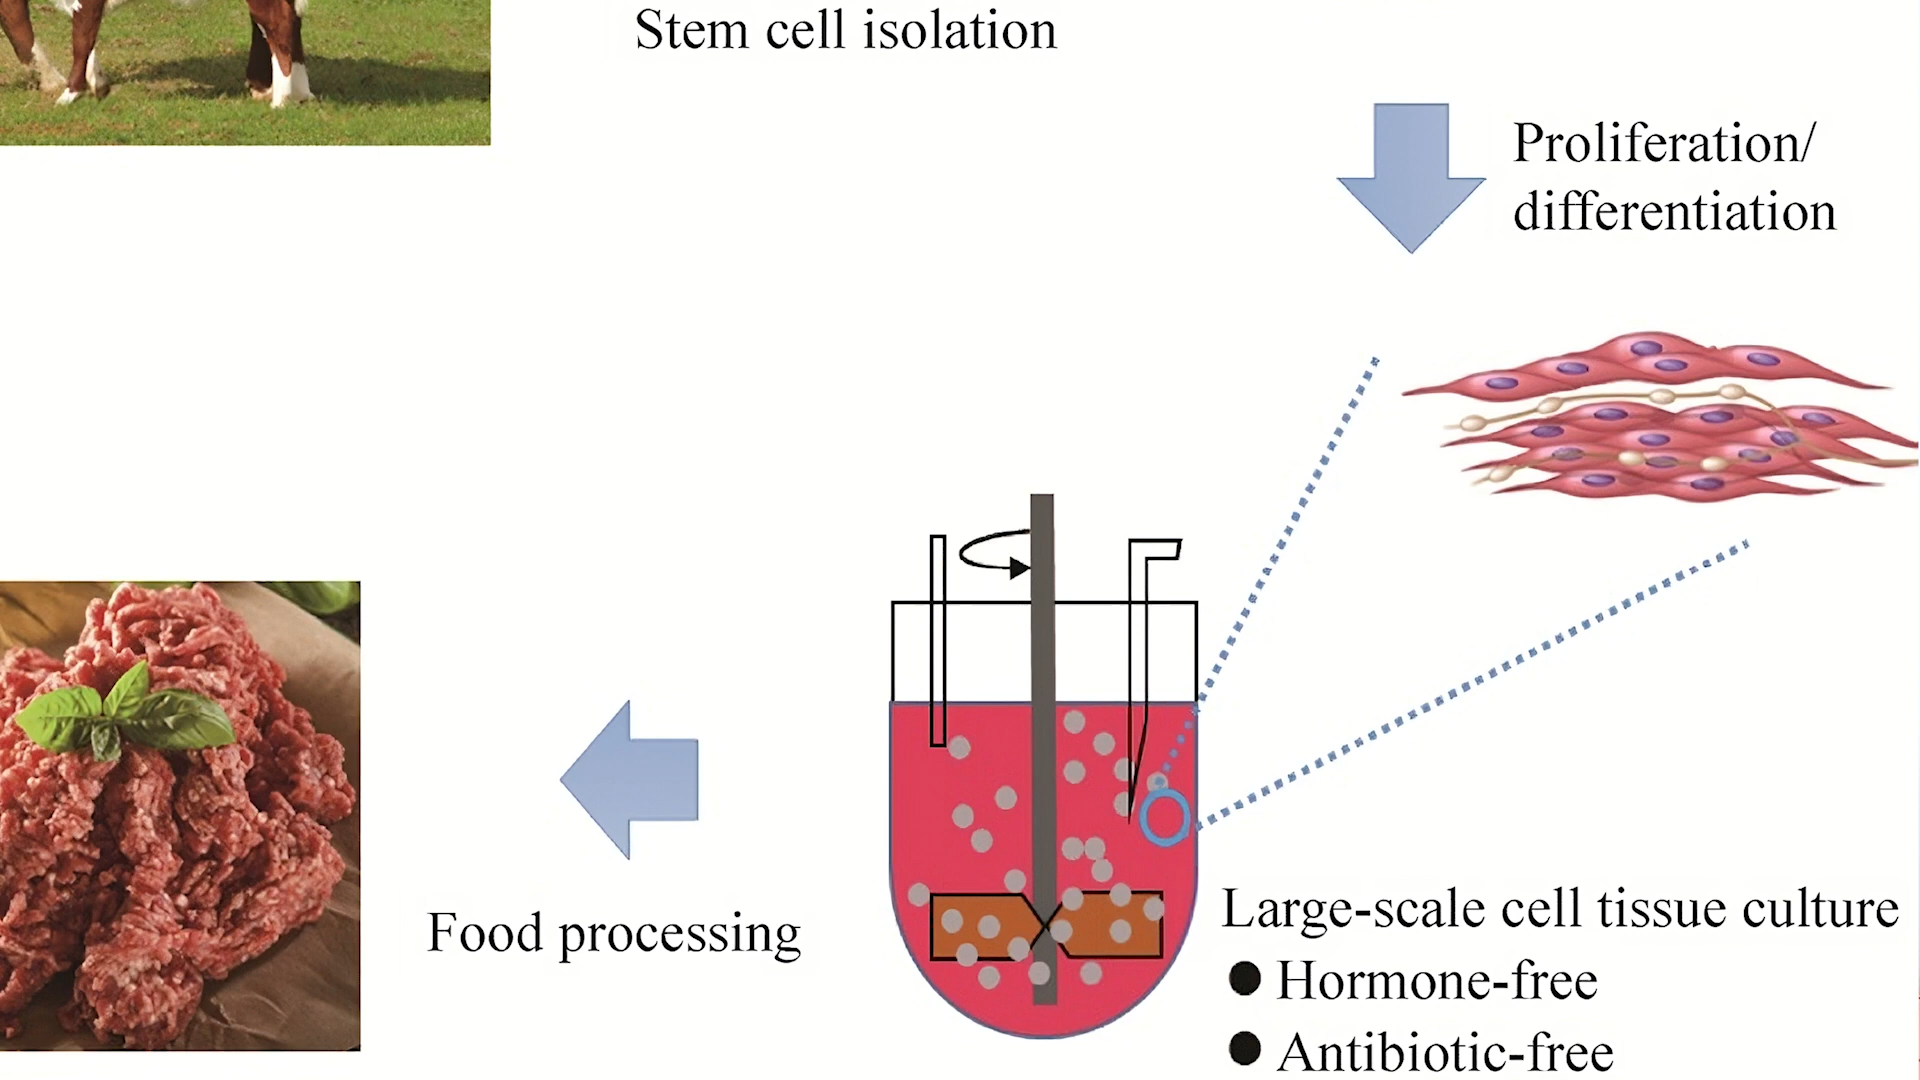 Stem cell isolation
Proliferation/
differentiation
Food processing
Large-scale cell tissue culture
● Hormone-free
● Antibiotic-free